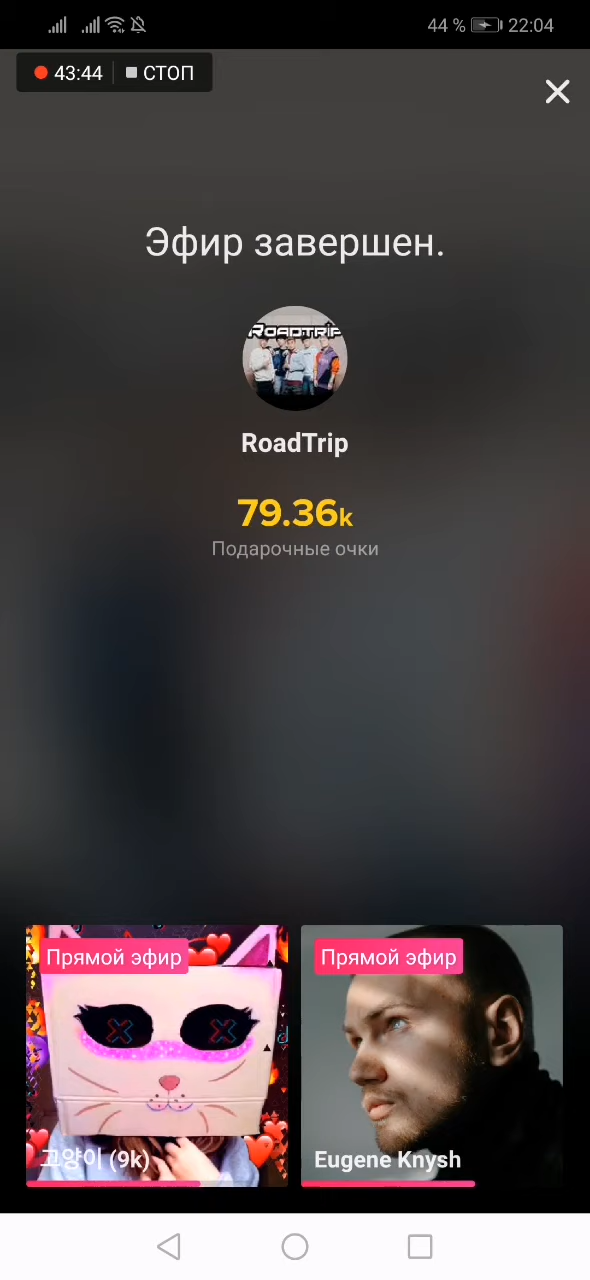 44 % 22:04
43:44 СТОП
Эфир завершен.
ROADTRIP
RoadTrip
79.36k
Подарочные очки
Прямой эфир
Прямой эфир
고양이 (9k)
Eugene Knysh